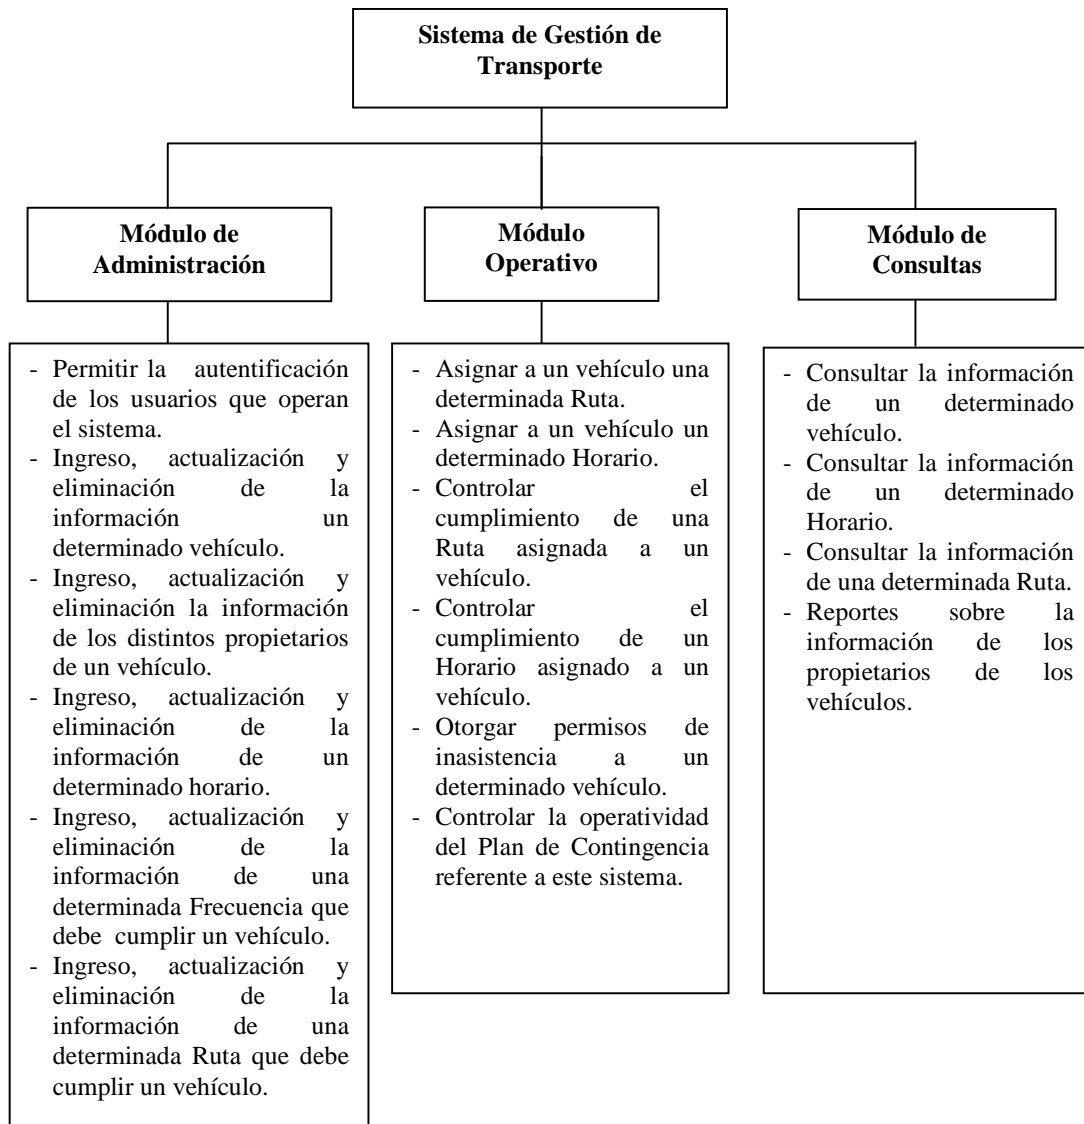 Sistema de Gestión de
Transporte
Módulo de
Administración
Módulo
Operativo
Módulo de
Consultas
- Permitir la autentificación
de los usuarios que operan
el sistema.
- Ingreso, actualización y
eliminación de la
información un
determinado vehículo.
- Ingreso, actualización y
eliminación la información
de los distintos propietarios
de un vehículo.
- Ingreso, actualización y
eliminación de la
información de un
determinado horario.
- Ingreso, actualización y
eliminación de la
información de una
determinada Frecuencia que
debe cumplir un vehículo.
- Ingreso, actualización y
eliminación de la
información de una
determinada Ruta que debe
cumplir un vehículo.
- Asignar a un vehículo una
determinada Ruta.
- Asignar a un vehículo un
determinado Horario.
- Controlar el
cumplimiento de una
Ruta asignada a un
vehículo.
- Controlar el
cumplimiento de un
Horario asignado a un
vehículo.
- Otorgar permisos de
inasistencia a un
determinado vehículo.
- Controlar la operatividad
del Plan de Contingencia
referente a este sistema.
- Consultar la información
de un determinado
vehículo.
- Consultar la información
de un determinado
Horario.
- Consultar la información
de una determinada Ruta.
- Reportes sobre la
información de los
propietarios de los
vehículos.